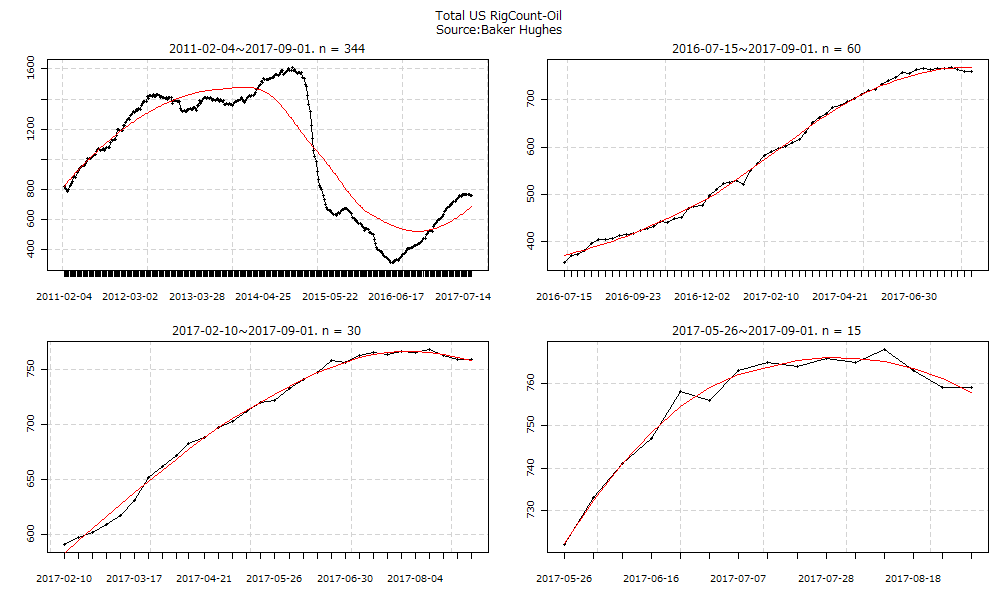 Total US RigCount-Oil
Source:Baker Hughes
2011-02-04~2017-09-01. n = 344
1600
1200
800
600
400
2011-02-04 2012-03-02 2013-03-28 2014-04-25 2015-05-22 2016-06-17 2017-07-14
2016-07-15~2017-09-01. n = 60
700
600
500
400
2016-07-15 2016-09-23 2016-12-02 2017-02-10 2017-04-21 2017-06-30
2017-02-10~2017-09-01. n = 30
750
700
650
600
2017-02-10 2017-03-17 2017-04-21 2017-05-26 2017-06-30 2017-08-04
2017-05-26~2017-09-01. n = 15
760
750
740
730
2017-05-26 2017-06-16 2017-07-07 2017-07-28 2017-08-18